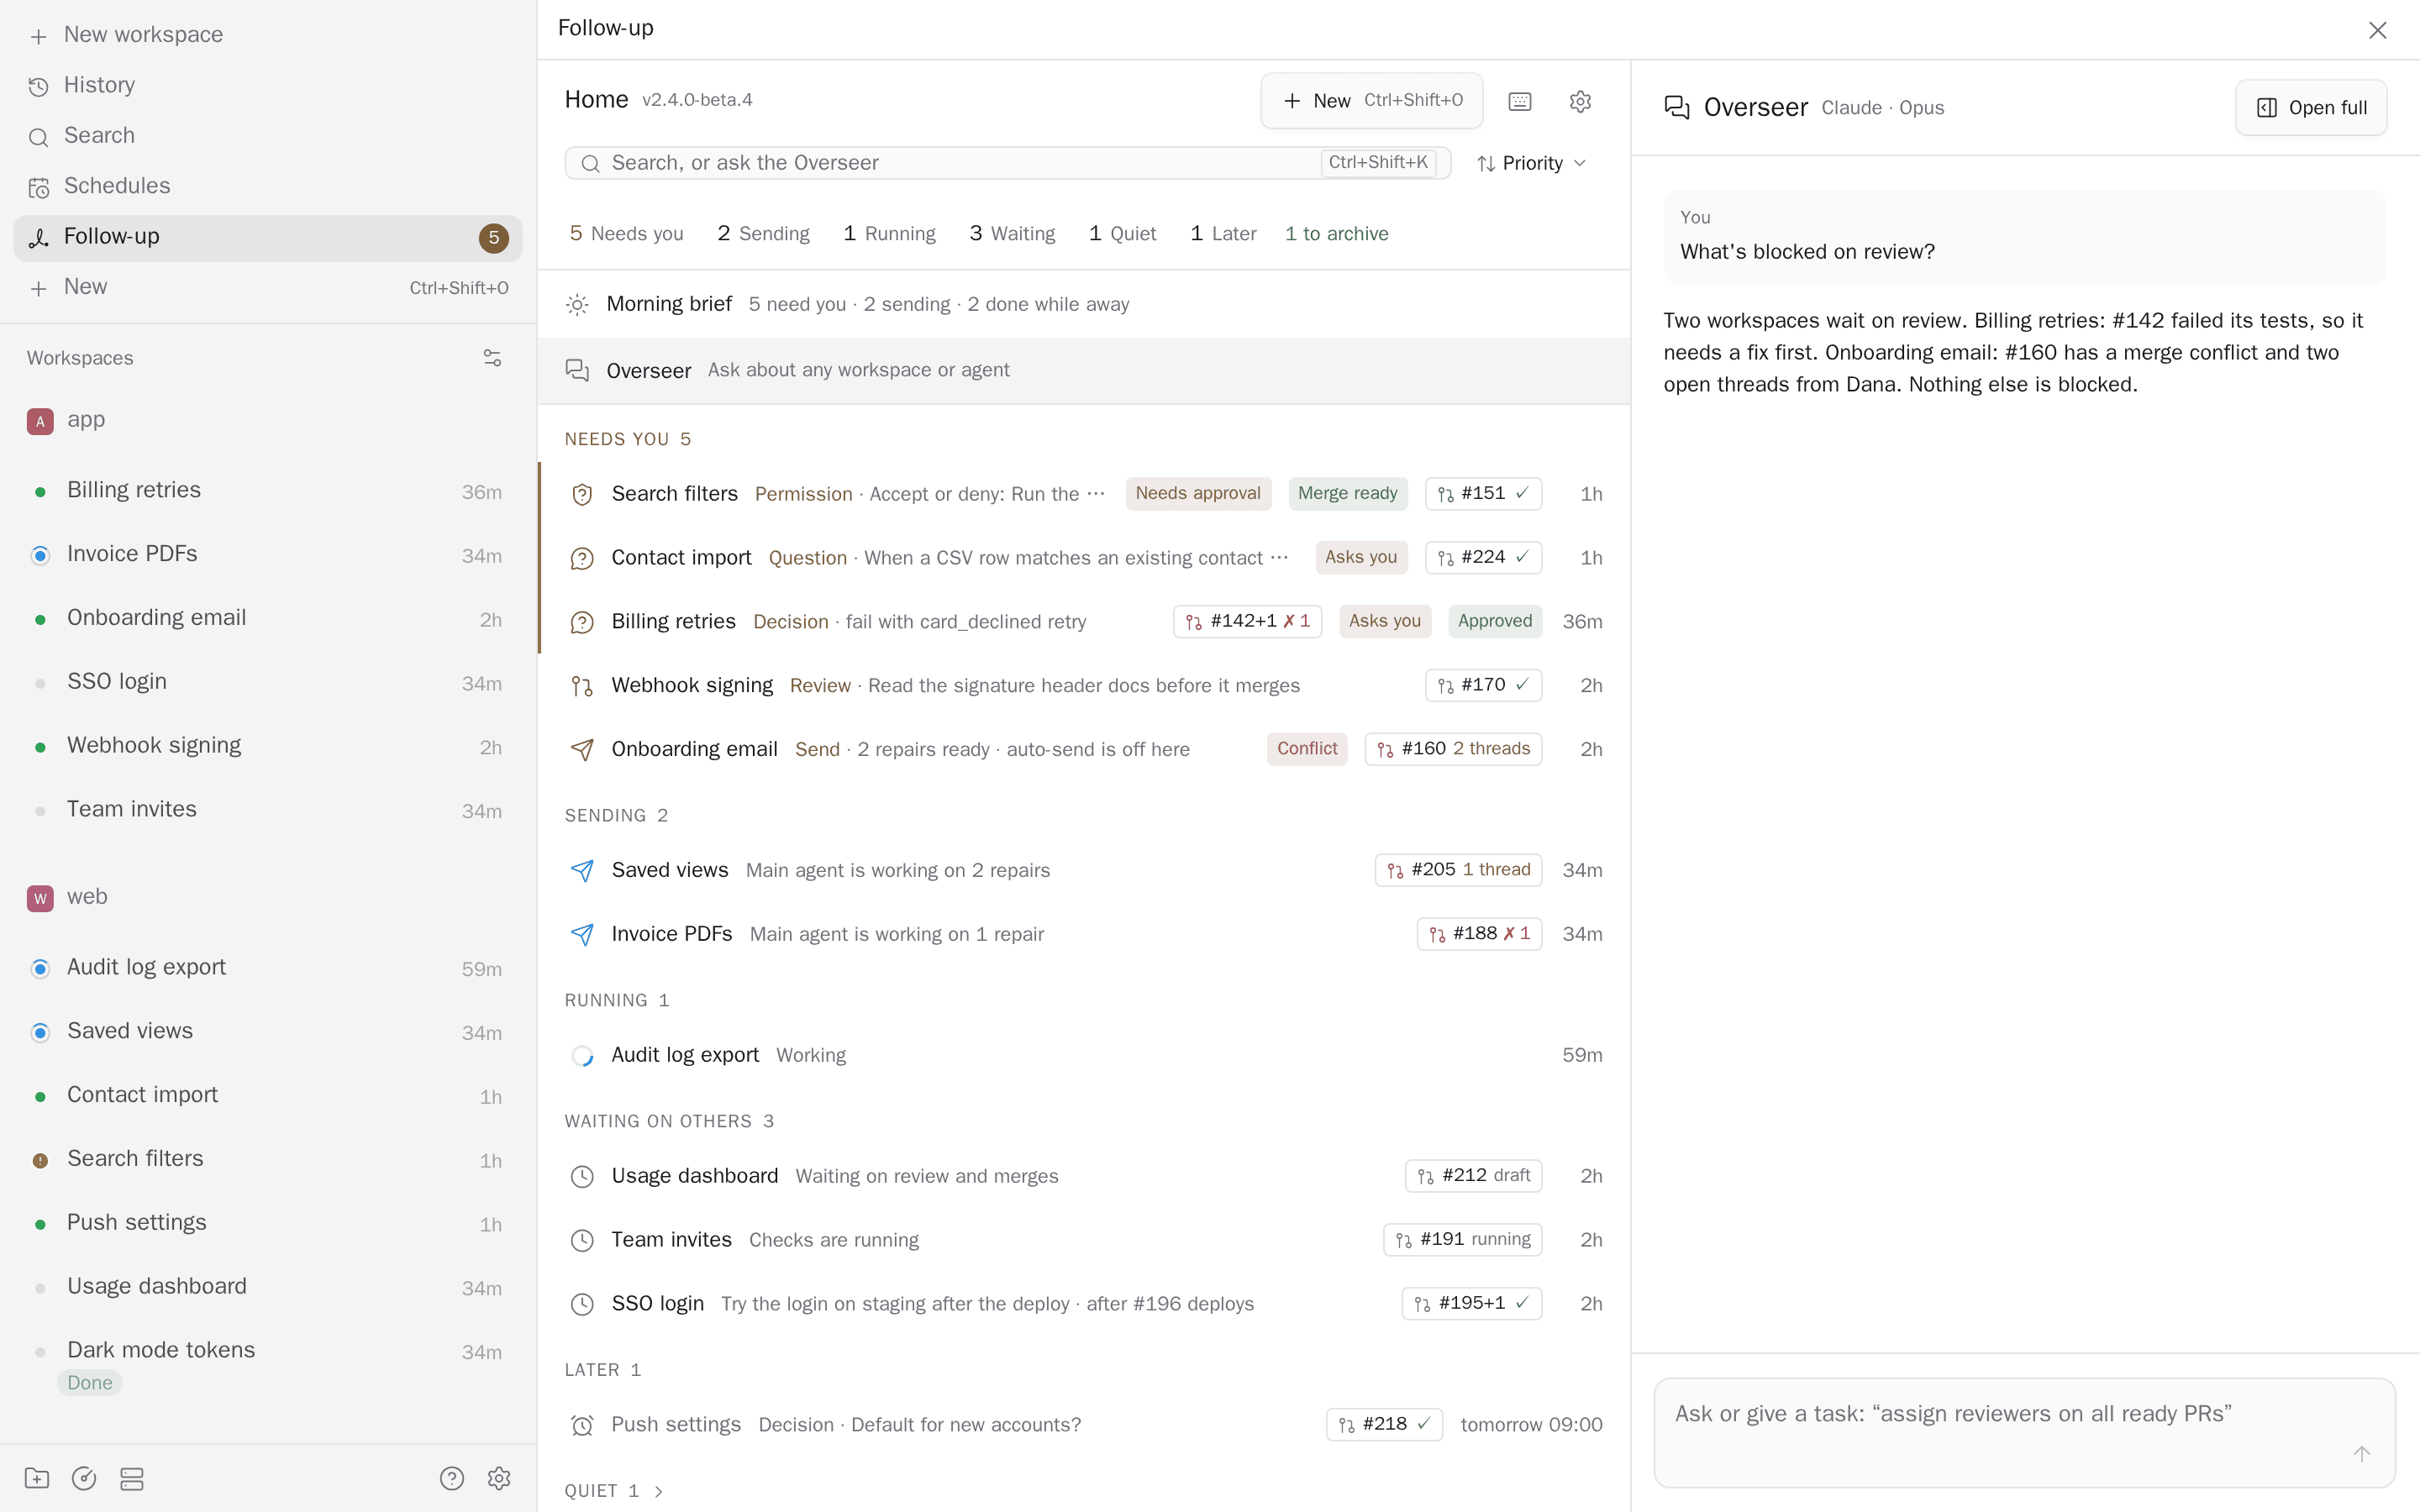 New workspace
History
Search
Schedules
Follow-up 5
New Ctrl+Shift+O
Workspaces
A app
Billing retries 36m
Invoice PDFs 34m
Onboarding email 2h
SSO login 34m
Webhook signing 2h
Team invites 34m
W web
Audit log export 59m
Saved views 34m
Contact import 1h
Search filters 1h
Push settings 1h
Usage dashboard 34m
Dark mode tokens 34m
Done
Follow-up
Home v2.4.0-beta.4
New Ctrl+Shift+O
Search, or ask the Overseer Ctrl+Shift+K
Priority
5 Needs you 2 Sending 1 Running 3 Waiting 1 Quiet 1 Later 1 to archive
Morning brief 5 need you · 2 sending · 2 done while away
Overseer Ask about any workspace or agent
NEEDS YOU 5
Search filters Permission · Accept or deny: Run the ··· Needs approval Merge ready #151 ✓ 1h
Contact import Question · When a CSV row matches an existing contact ··· Asks you #224 ✓ 1h
Billing retries Decision · fail with card_declined retry #142+1 ✗ 1 Asks you Approved 36m
Webhook signing Review · Read the signature header docs before it merges #170 ✓ 2h
Onboarding email Send · 2 repairs ready · auto-send is off here Conflict #160 2 threads 2h
SENDING 2
Saved views Main agent is working on 2 repairs #205 1 thread 34m
Invoice PDFs Main agent is working on 1 repair #188 ✗ 1 34m
RUNNING 1
Audit log export Working 59m
WAITING ON OTHERS 3
Usage dashboard Waiting on review and merges #212 draft 2h
Team invites Checks are running #191 running 2h
SSO login Try the login on staging after the deploy · after #196 deploys #195+1 ✓ 2h
LATER 1
Push settings Decision · Default for new accounts? #218 ✓ tomorrow 09:00
QUIET 1
Overseer Claude · Opus
Open full
You
What's blocked on review?
Two workspaces wait on review. Billing retries: #142 failed its tests, so it
needs a fix first. Onboarding email: #160 has a merge conflict and two
open threads from Dana. Nothing else is blocked.
Ask or give a task: “assign reviewers on all ready PRs”